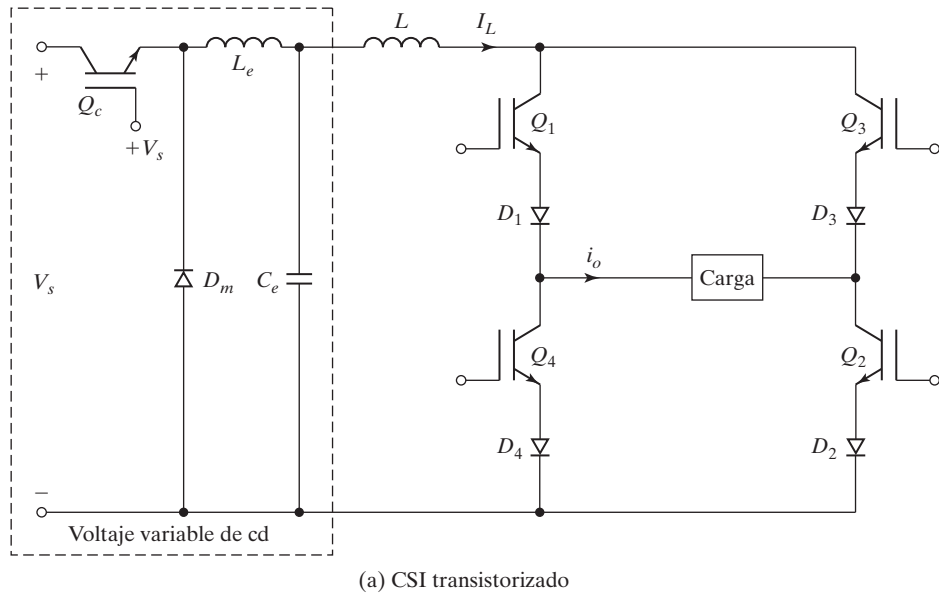 L
I_L
L_e
+
Q_c
+V_s
Q_1
Q_3
D_1
D_3
V_s
D_m
C_e
i_o
Carga
Q_4
Q_2
D_4
D_2
−
Voltaje variable de cd
(a) CSI transistorizado